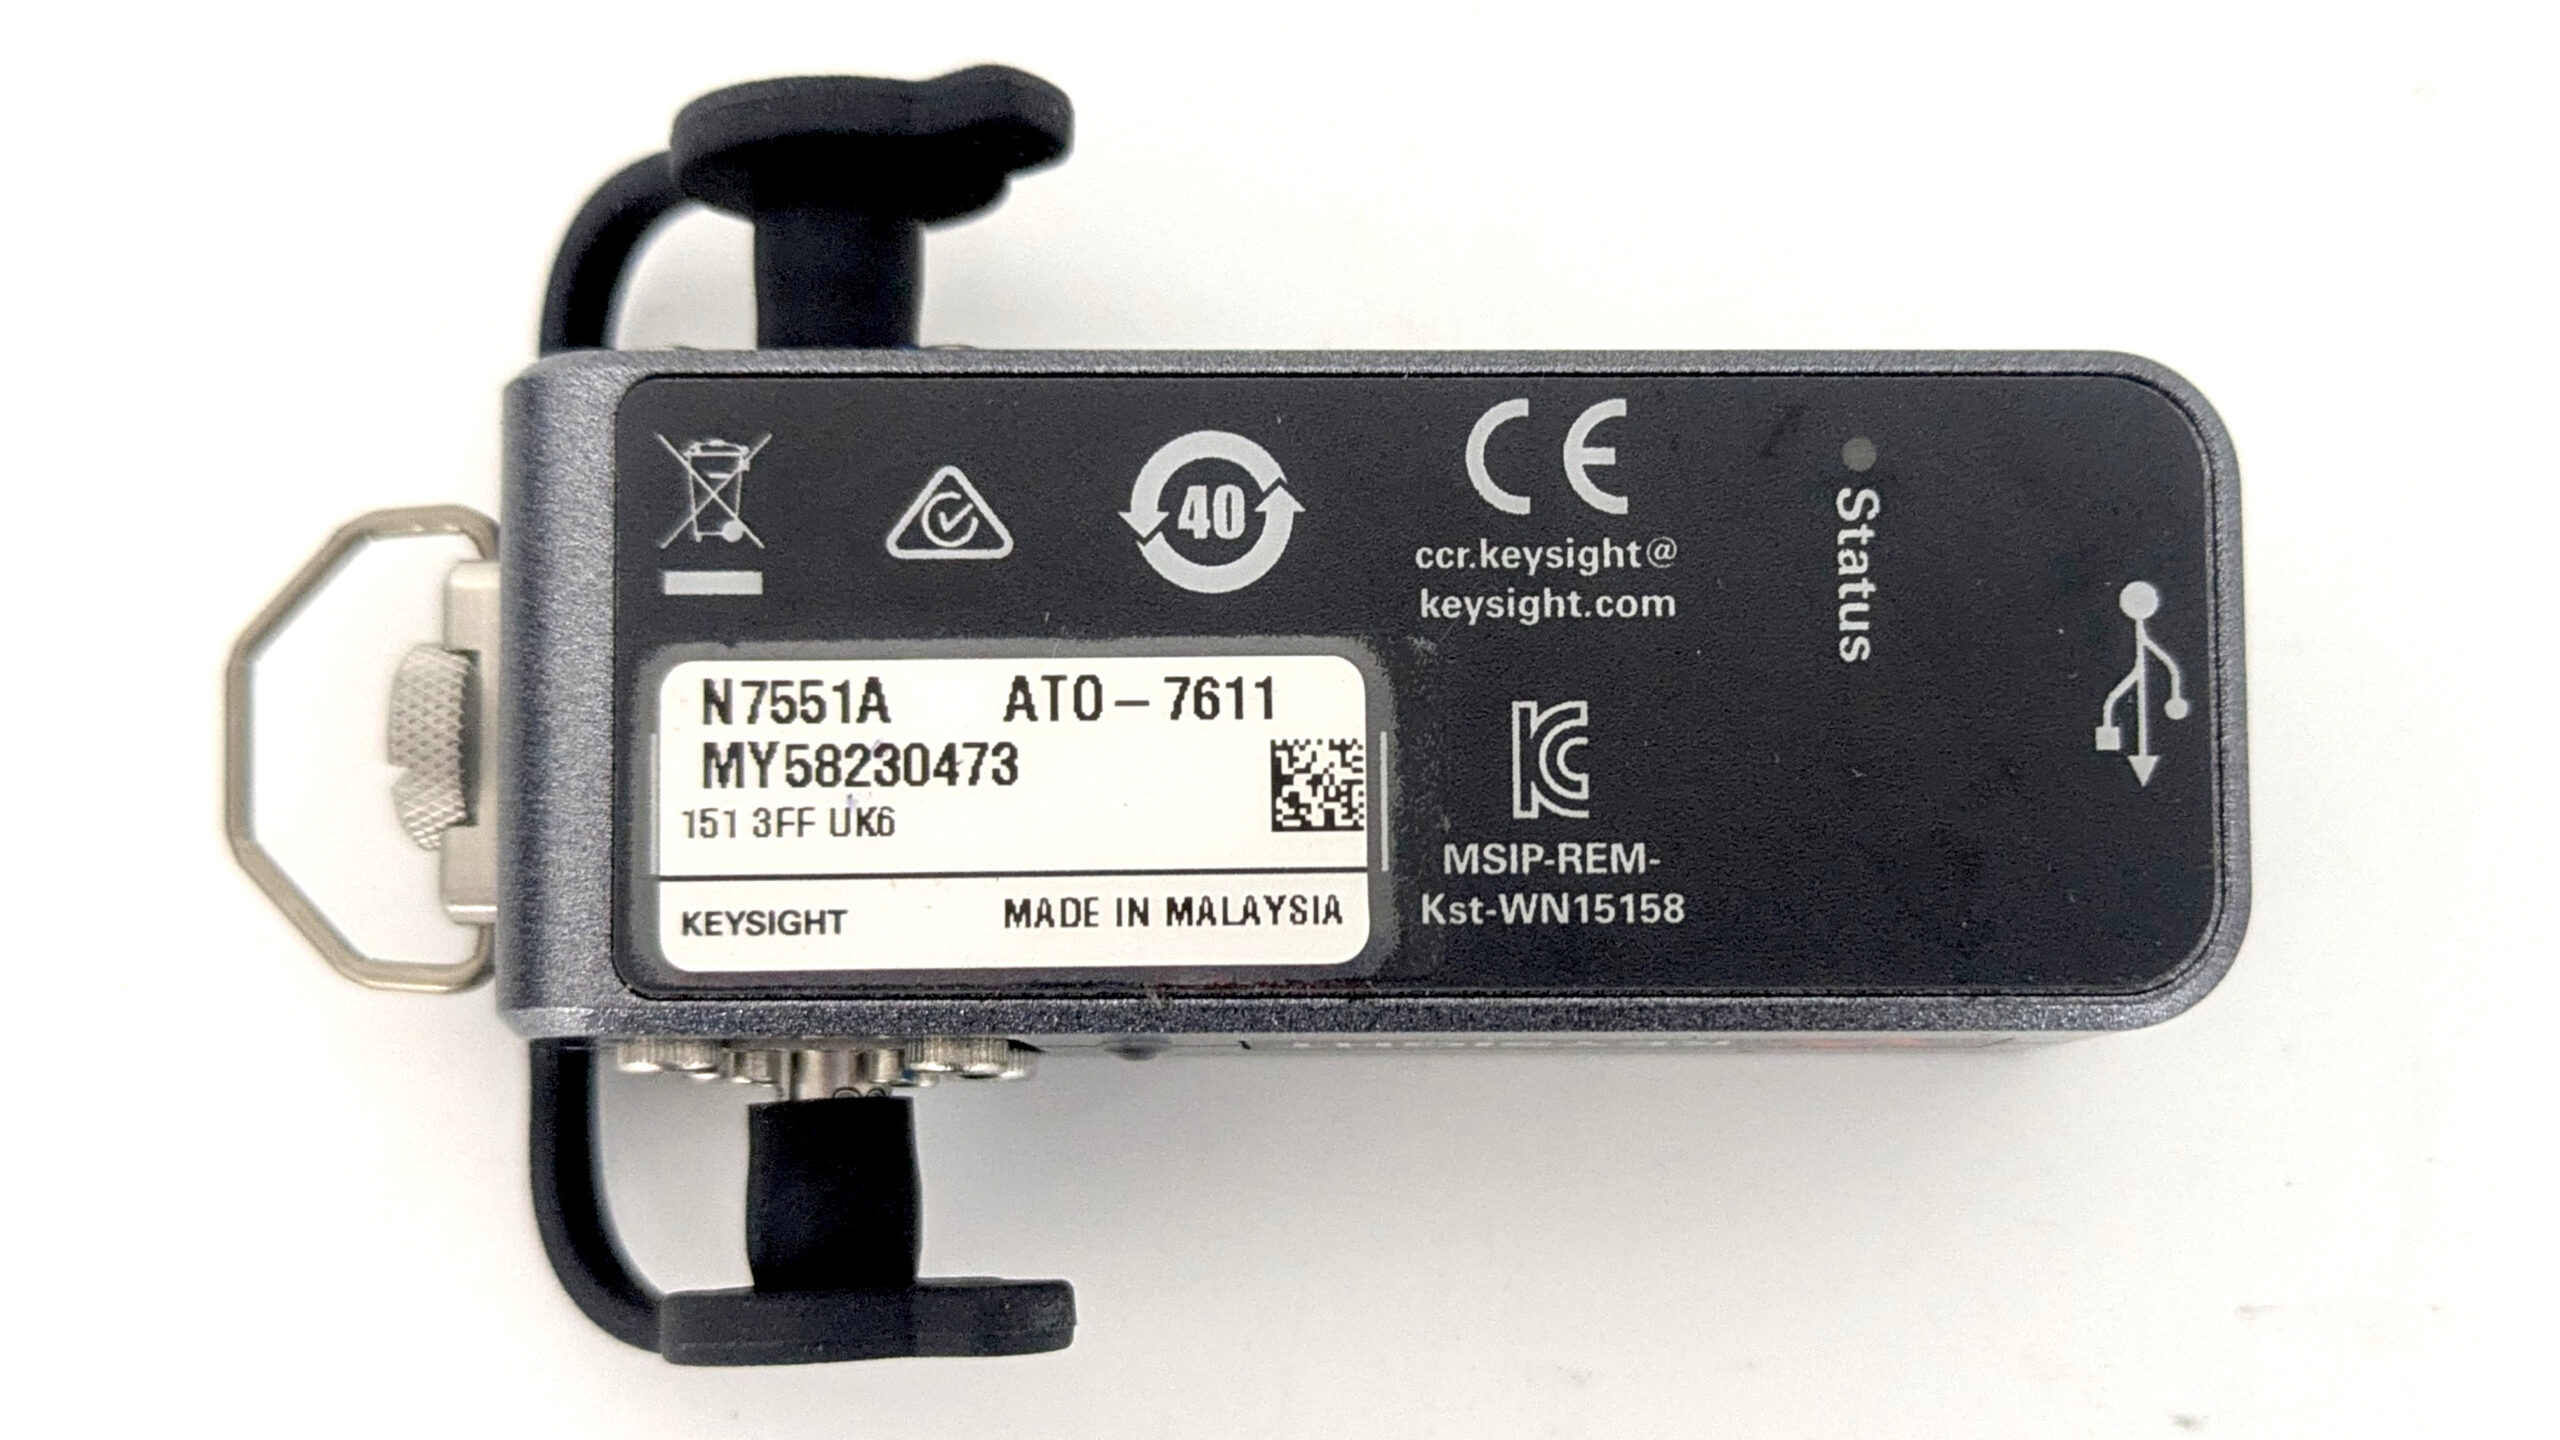 40
CE
ccr.keysight@
keysight.com
Status
N7551A ATO – 7611
MY58230473
151 3FF UK6
KEYSIGHT MADE IN MALAYSIA
MSIP-REM-
Kst-WN15158